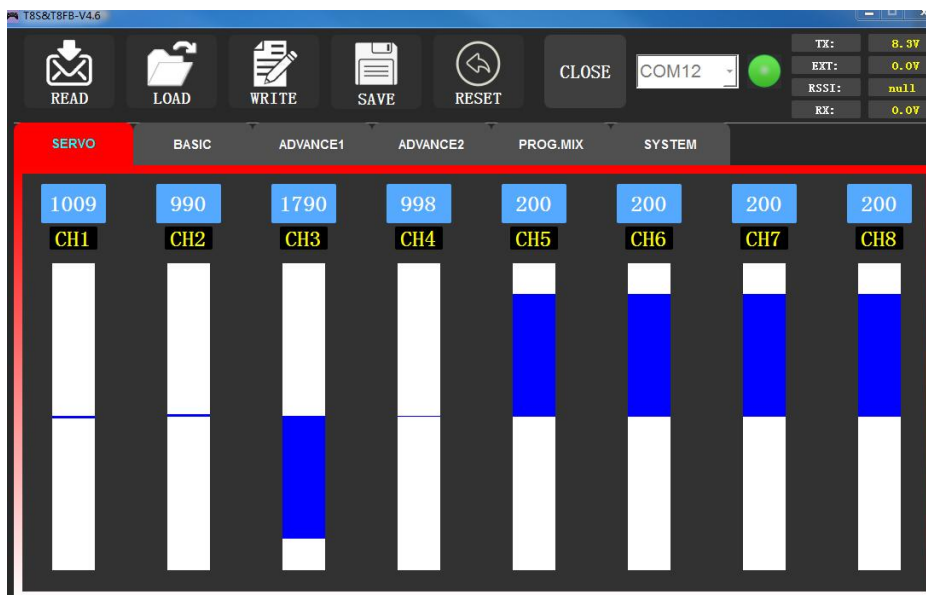 T8S&T8FB-V4.6
READ LOAD WRITE SAVE RESET CLOSE COM12
TX: 8.3V
EXT: 0.0V
RSSI: null
RX: 0.0V
SERVO BASIC ADVANCE1 ADVANCE2 PROG.MIX SYSTEM
1009 990 1790 998 200 200 200 200
CH1 CH2 CH3 CH4 CH5 CH6 CH7 CH8